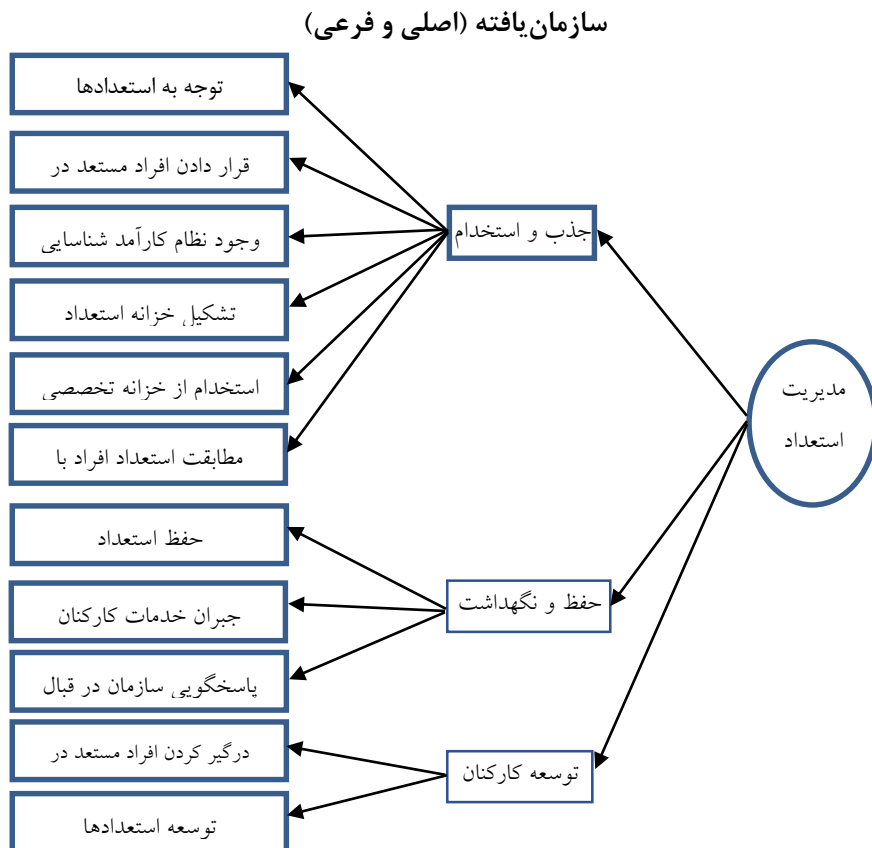 سازمان‌یافته (اصلی و فرعی)
مدیریت
استعداد
جذب و استخدام
توجه به استعدادها
قرار دادن افراد مستعد در
وجود نظام کارآمد شناسایی
تشکیل خزانه استعداد
استخدام از خزانه تخصصی
مطابقت استعداد افراد با
حفظ و نگهداشت
حفظ استعداد
جبران خدمات کارکنان
پاسخگویی سازمان در قبال
توسعه کارکنان
درگیر کردن افراد مستعد در
توسعه استعدادها